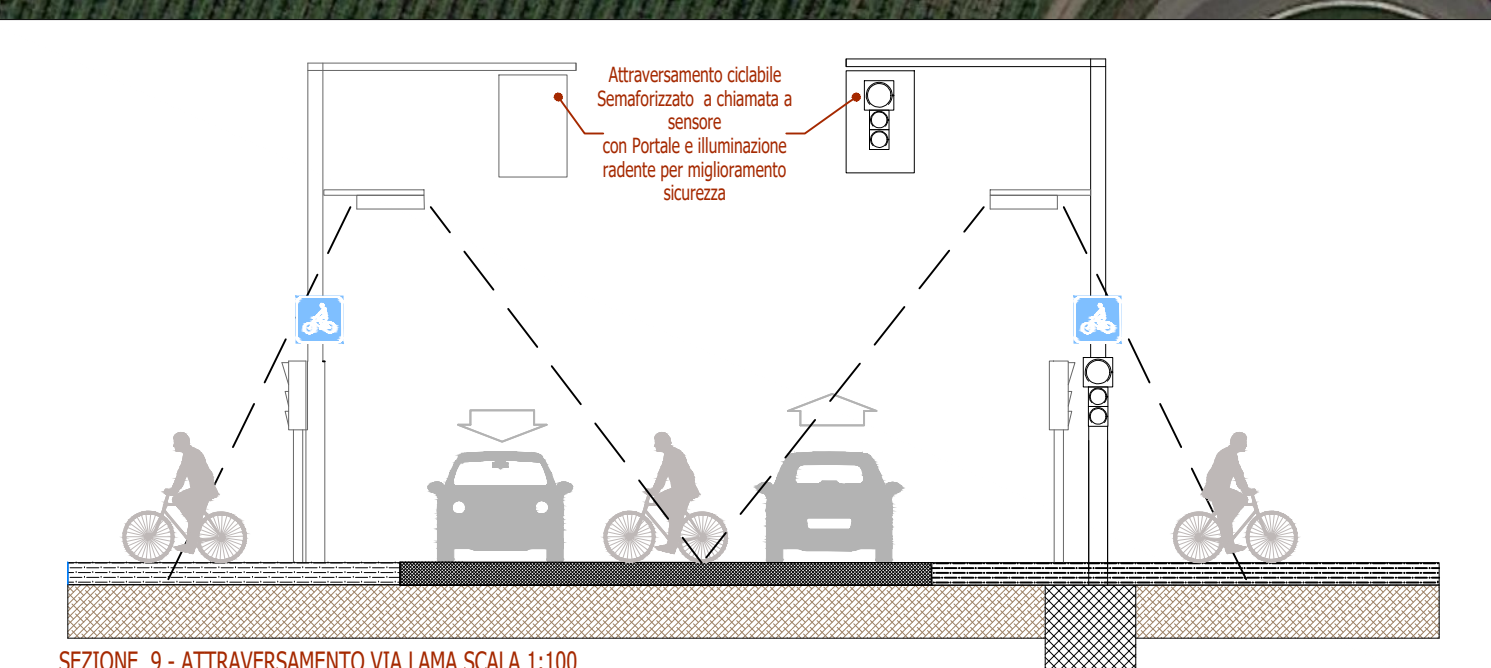 Attraversamento ciclabile
Semaforizzato a chiamata a
sensore
con Portale e illuminazione
radente per miglioramento
sicurezza
SEZIONE 9 - ATTRAVERSAMENTO VIA LAMA SCALA 1:100